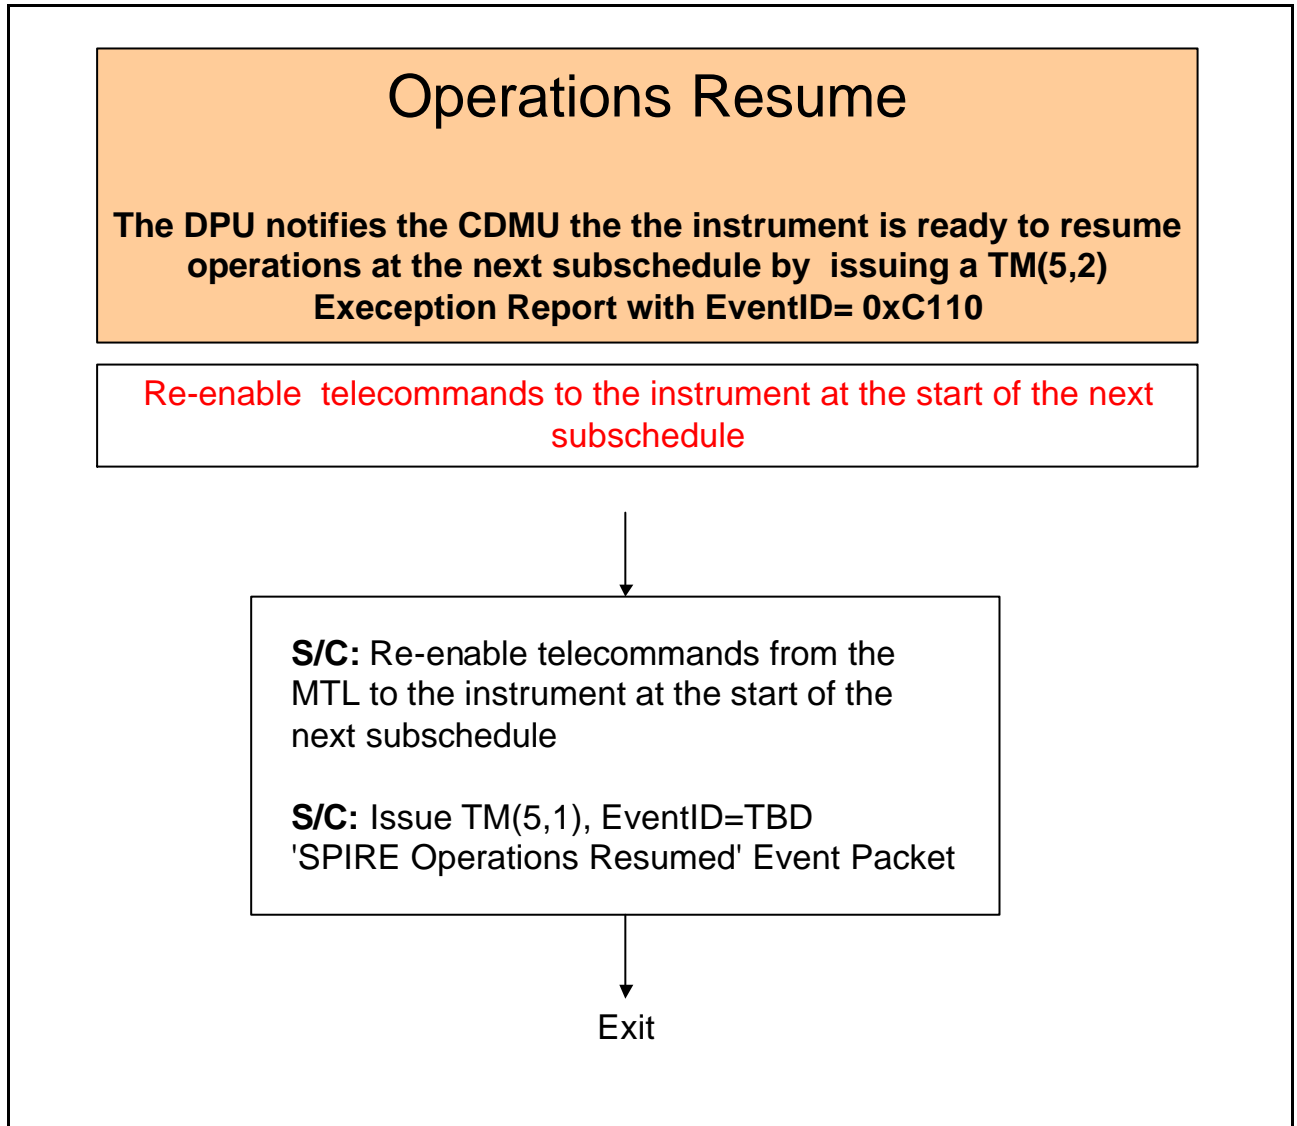 Operations Resume
The DPU notifies the CDMU the the instrument is ready to resume
operations at the next subschedule by issuing a TM(5,2)
Exeception Report with EventID= 0xC110
Re-enable telecommands to the instrument at the start of the next
subschedule
S/C: Re-enable telecommands from the
MTL to the instrument at the start of the
next subschedule
S/C: Issue TM(5,1), EventID=TBD
'SPIRE Operations Resumed' Event Packet
Exit